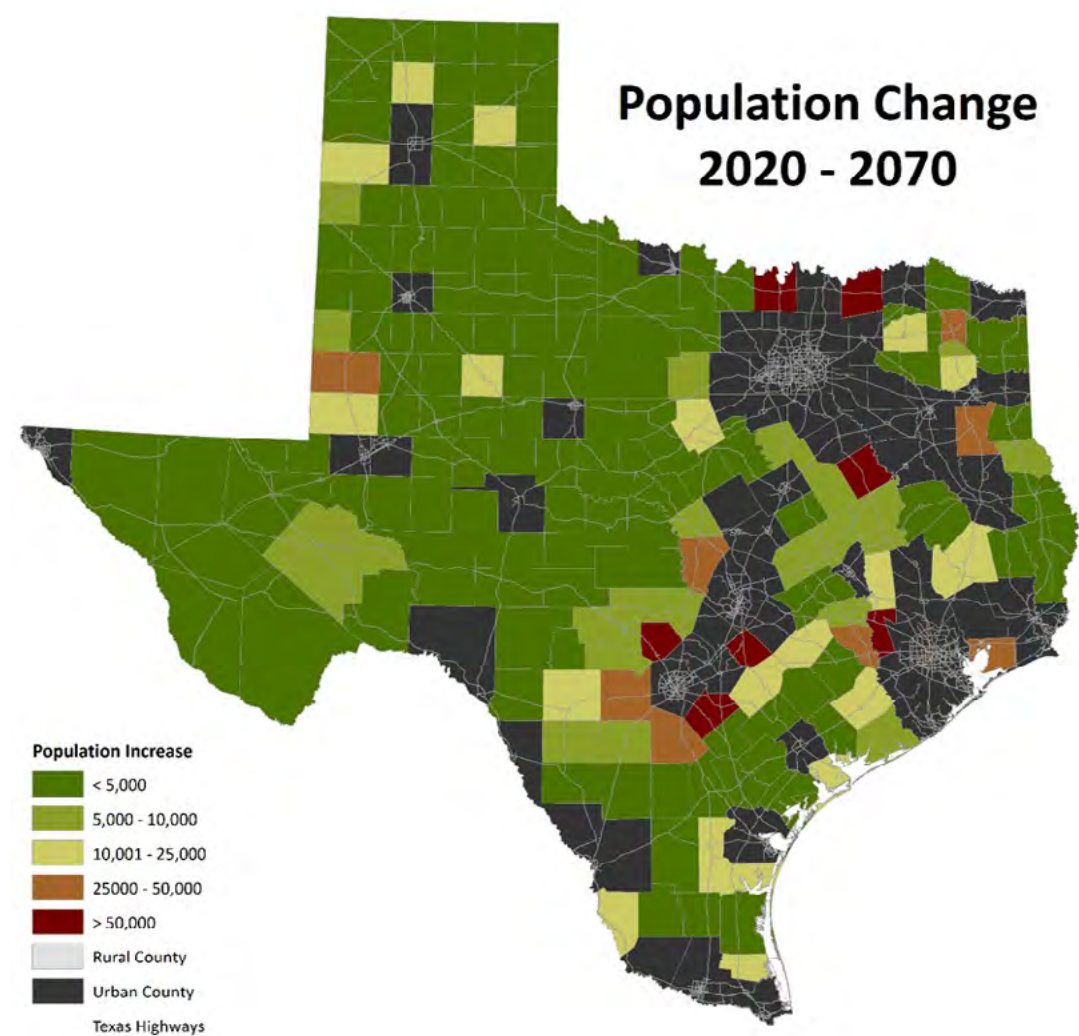 Population Change
2020 - 2070
Population Increase
< 5,000
5,000 - 10,000
10,001 - 25,000
25000 - 50,000
> 50,000
Rural County
Urban County
Texas Highways